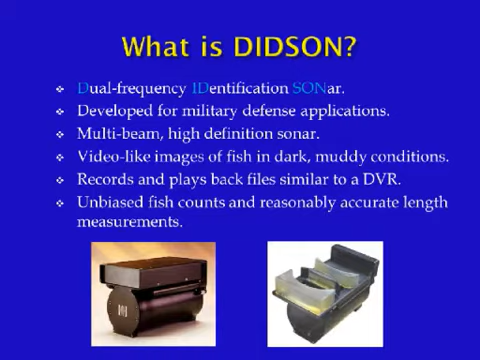 What is DIDSON?
Dual-frequency IDentification SONar.
Developed for military defense applications.
Multi-beam, high definition sonar.
Video-like images of fish in dark, muddy conditions.
Records and plays back files similar to a DVR.
Unbiased fish counts and reasonably accurate length
measurements.